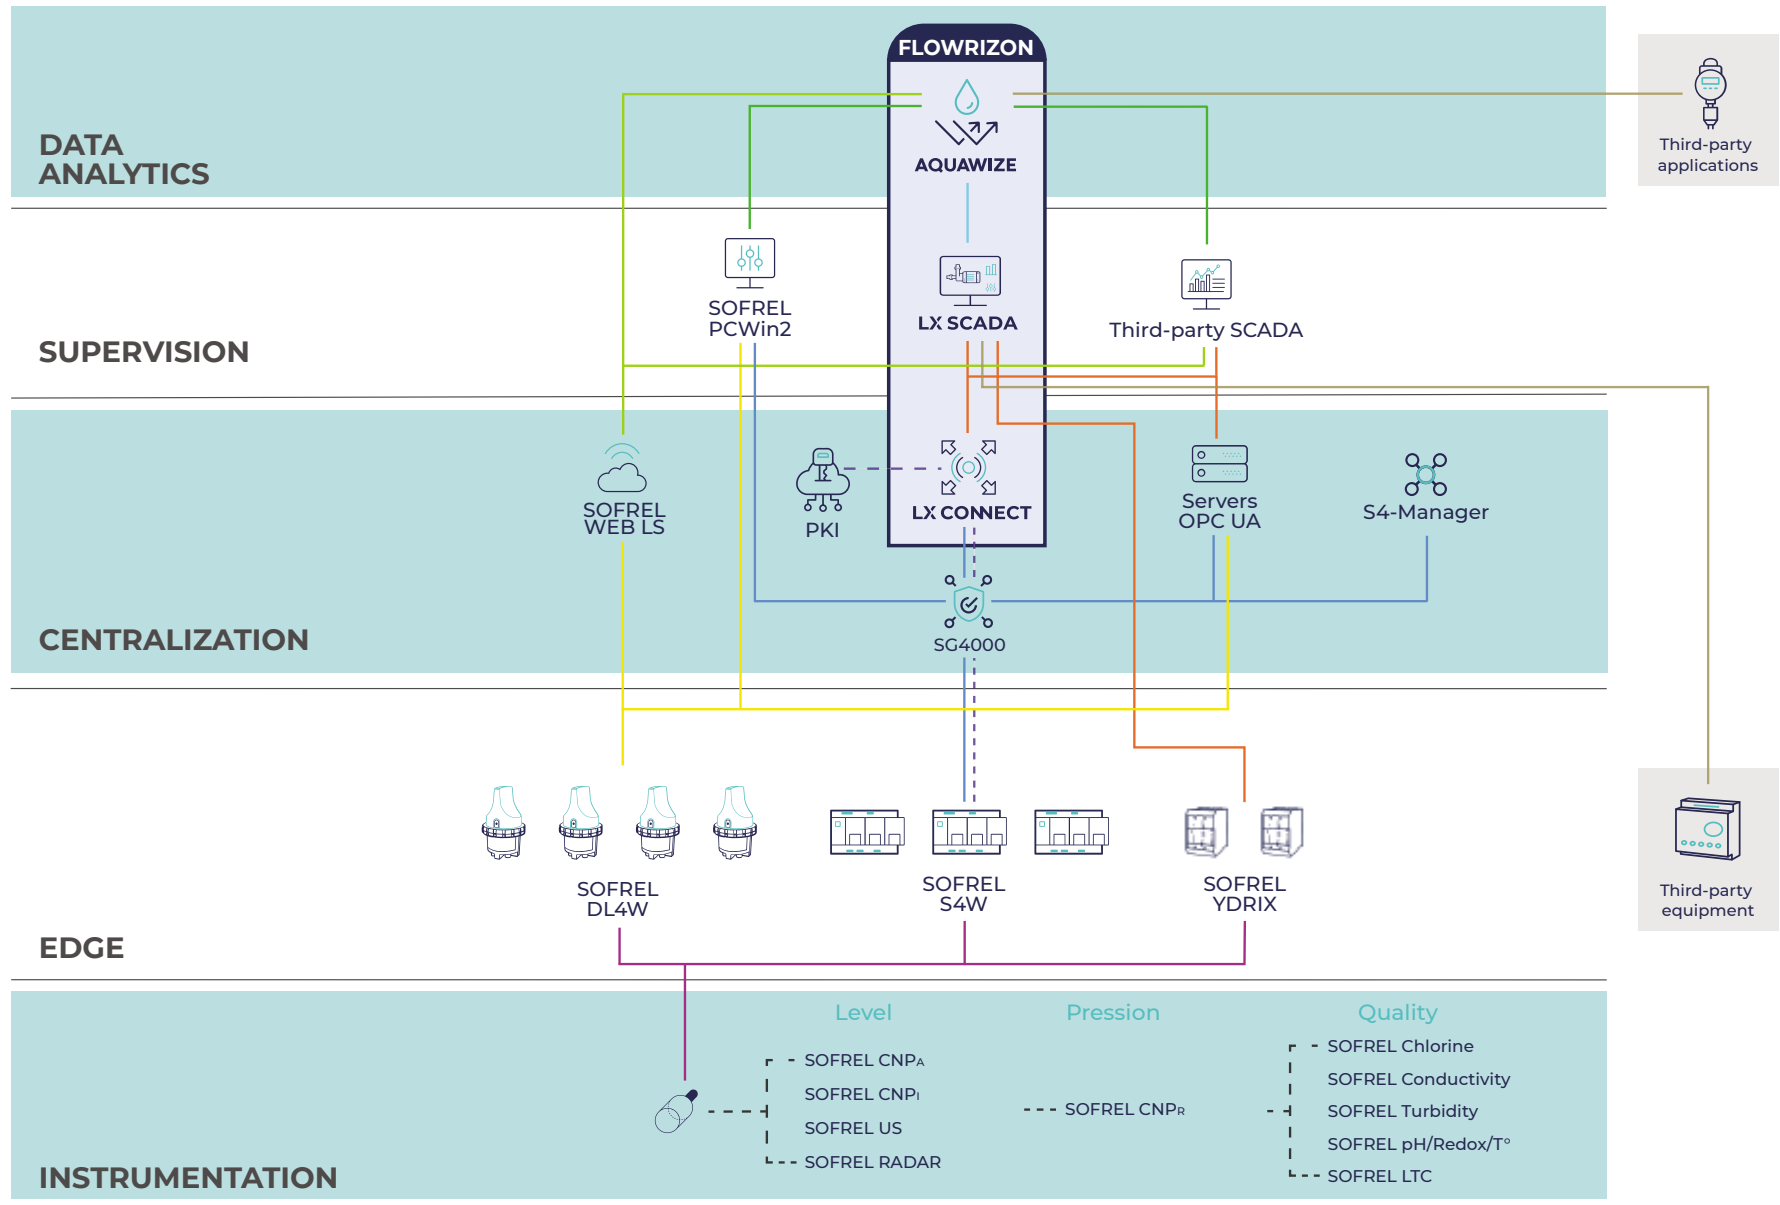 FLOWRIZON
DATA
ANALYTICS
AQUAWIZE
Third-party
applications
SOFREL
PCWin2
LX SCADA
Third-party SCADA
SUPERVISION
SOFREL
WEB LS
PKI
LX CONNECT
Servers
OPC UA
S4-Manager
SG4000
CENTRALIZATION
SOFREL
DL4W
SOFREL
S4W
SOFREL
YDRIX
Third-party
equipment
EDGE
Level
Pression
Quality
SOFREL CNPA
SOFREL CNPI
SOFREL US
SOFREL RADAR
SOFREL CNPR
SOFREL Chlorine
SOFREL Conductivity
SOFREL Turbidity
SOFREL pH/Redox/T°
SOFREL LTC
INSTRUMENTATION